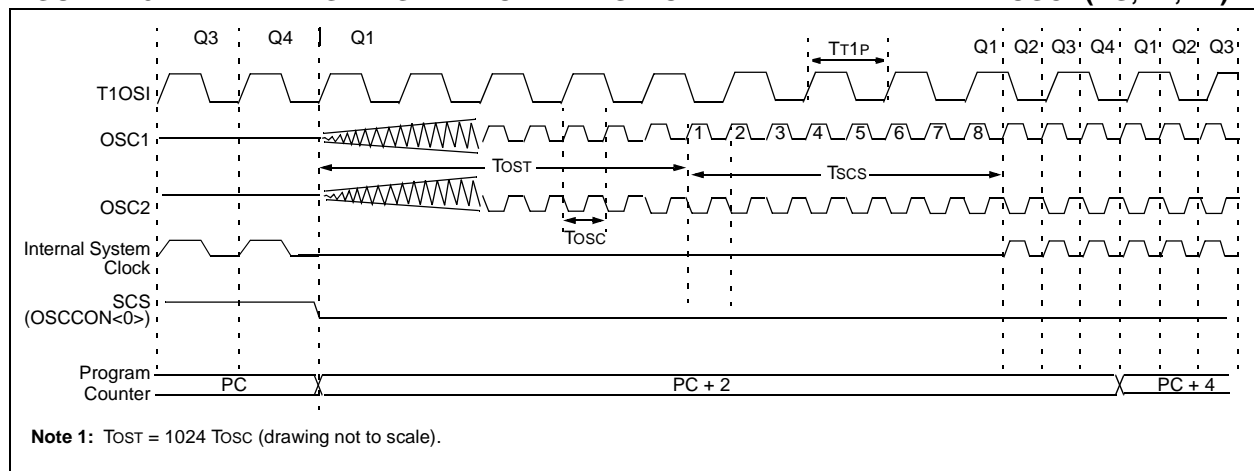 Q3 Q4 Q1 TT1P Q1 Q2 Q3 Q4 Q1 Q2 Q3
T1OSI
OSC1
1 2 3 4 5 6 7 8
TOST TSCS
OSC2
TOSC
Internal System
Clock
SCS
(OSCCON<0>)
Program
Counter
PC PC + 2 PC + 4
Note 1: TOST = 1024 TOSC (drawing not to scale).